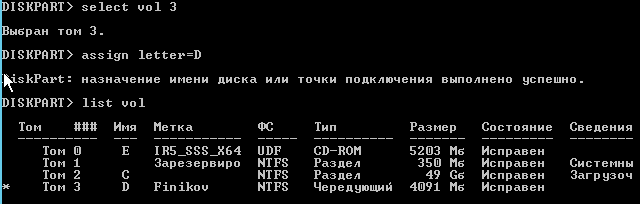 DISKPART> select vol 3
Выбран том 3.
DISKPART> assign letter=D
DiskPart: назначение имени диска или точки подключения выполнено успешно.
DISKPART> list vol
Том ### Имя Метка ФС Тип Размер Состояние Сведения
---------- --- ----------- ----- ---------- ------- --------- --------
Том 0 E IR5_SSS_X64 UDF CD-ROM 5203 Мб Исправен
Том 1 Зарезервиро NTFS Раздел 350 Мб Исправен Системны
Том 2 C NTFS Раздел 49 Gб Исправен Загрузоч
* Том 3 D Finikov NTFS Чередующий 4091 Мб Исправен